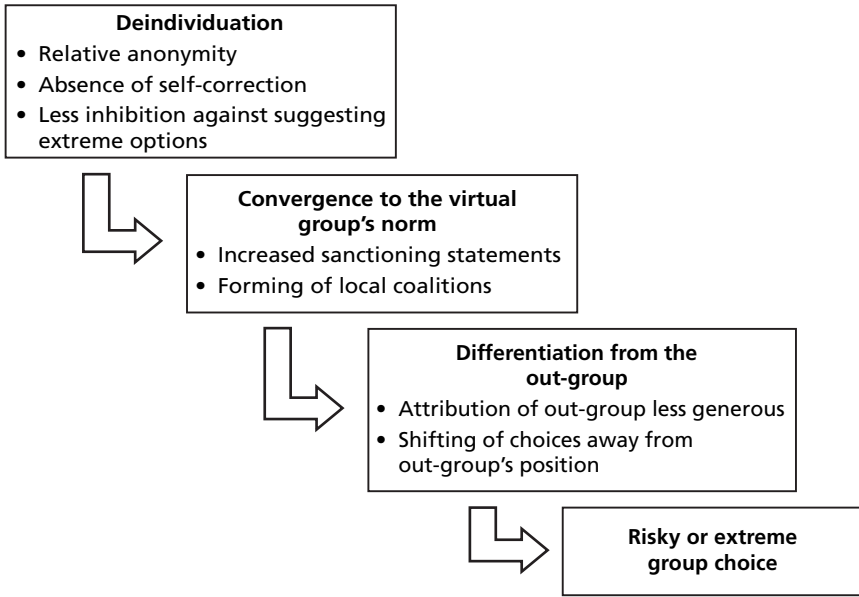 Deindividuation
• Relative anonymity
• Absence of self-correction
• Less inhibition against suggesting
extreme options
Convergence to the virtual
group's norm
• Increased sanctioning statements
• Forming of local coalitions
Differentiation from the
out-group
• Attribution of out-group less generous
• Shifting of choices away from
out-group's position
Risky or extreme
group choice